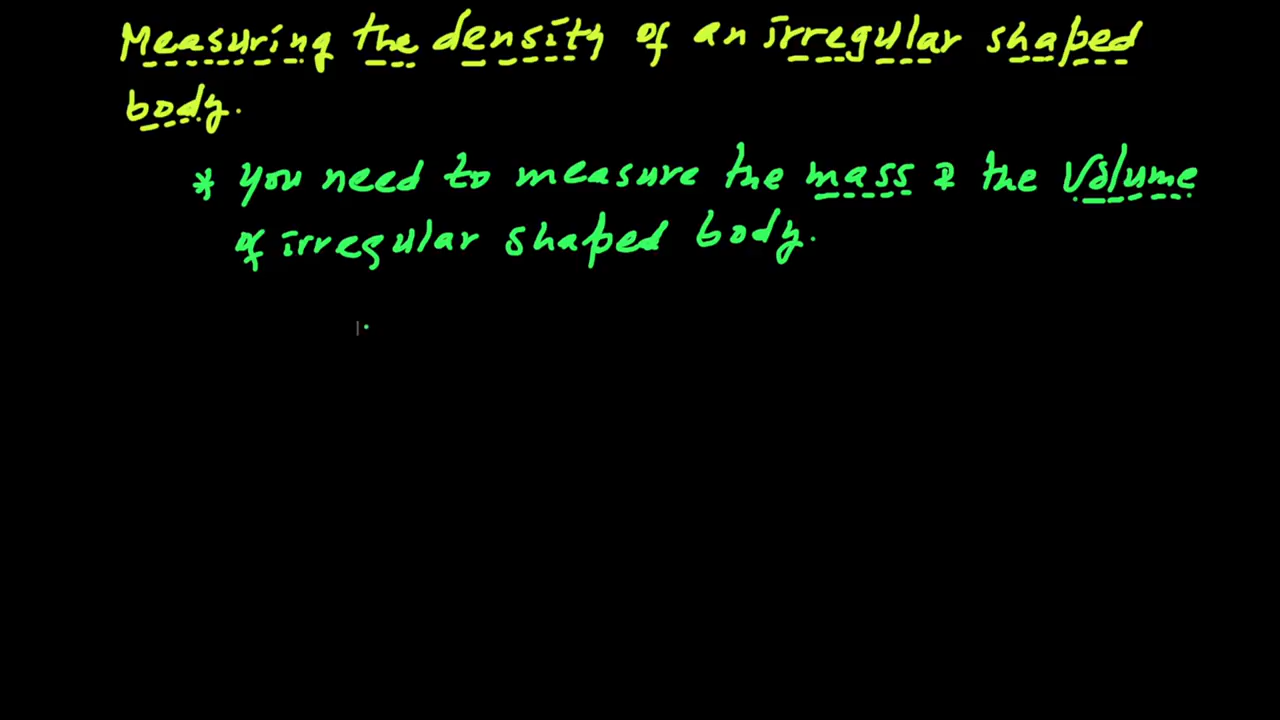 Measuring the density of an irregular shaped
body.
* you need to measure the mass & the Volume
of irregular shaped body.